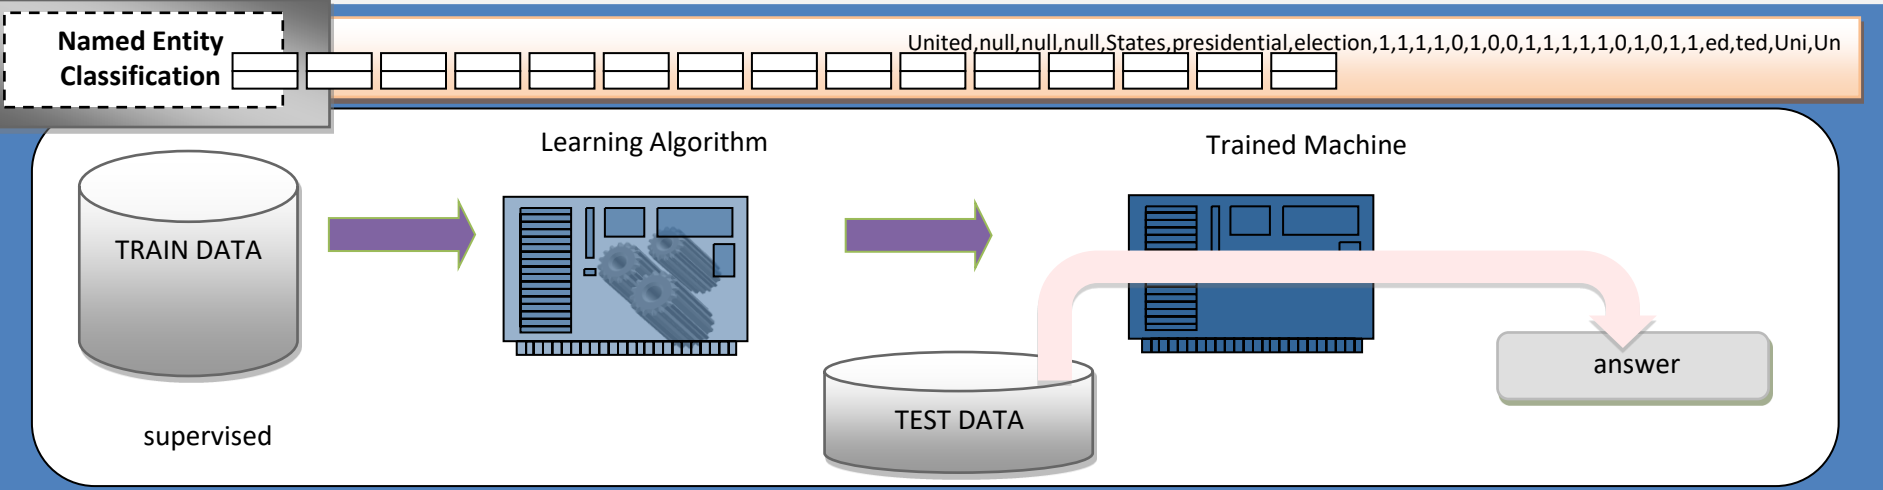 Named Entity
Classification
United,null,null,null,States,presidential,election,1,1,1,1,0,1,0,0,1,1,1,1,1,0,1,0,1,1,ed,ted,Uni,Un
Learning Algorithm
Trained Machine
TRAIN DATA
answer
TEST DATA
supervised